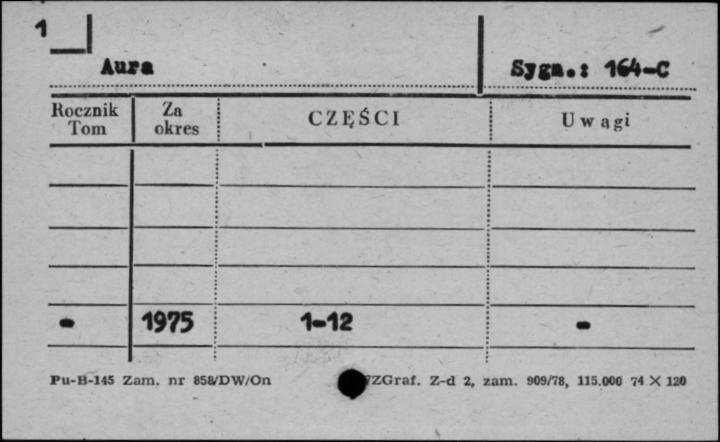 1
Aura Sygn.: 164-C
Rocznik Tom Za okres CZĘŚCI Uwagi
- 1975 1-12 -
Pu-B-145 Zam. nr 858/DW/On ZGraf. Z-d 2, zam. 909/78, 115.000 74 X 120